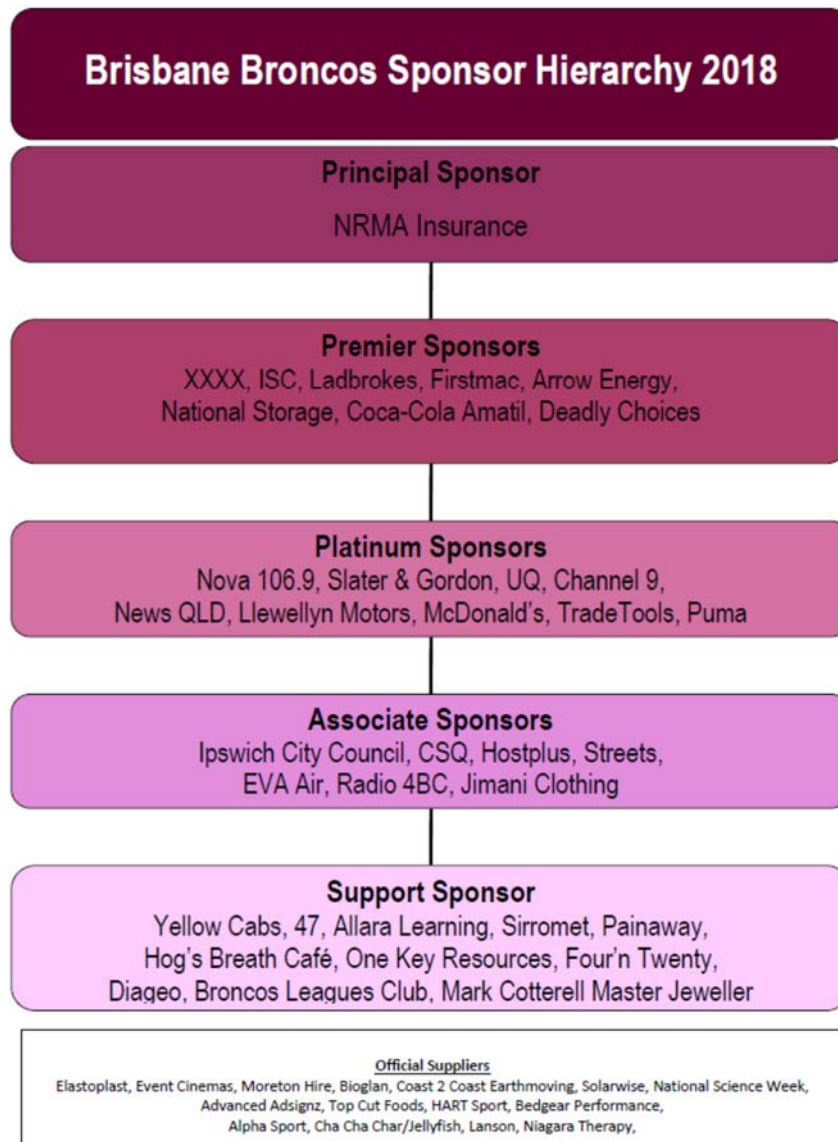 Brisbane Broncos Sponsor Hierarchy 2018
Principal Sponsor
NRMA Insurance
Premier Sponsors
XXXX, ISC, Ladbrokes, Firstmac, Arrow Energy,
National Storage, Coca-Cola Amatil, Deadly Choices
Platinum Sponsors
Nova 106.9, Slater & Gordon, UQ, Channel 9,
News QLD, Llewellyn Motors, McDonald's, TradeTools, Puma
Associate Sponsors
Ipswich City Council, CSQ, Hostplus, Streets,
EVA Air, Radio 4BC, Jimani Clothing
Support Sponsor
Yellow Cabs, 47, Allara Learning, Sirromet, Painaway,
Hog's Breath Café, One Key Resources, Four'n Twenty,
Diageo, Broncos Leagues Club, Mark Cotterell Master Jeweller
Official Suppliers
Elastoplast, Event Cinemas, Moreton Hire, Bioglan, Coast 2 Coast Earthmoving, Solarwise, National Science Week,
Advanced Adsignz, Top Cut Foods, HART Sport, Bedgear Performance,
Alpha Sport, Cha Cha Char/Jellyfish, Lanson, Niagara Therapy,